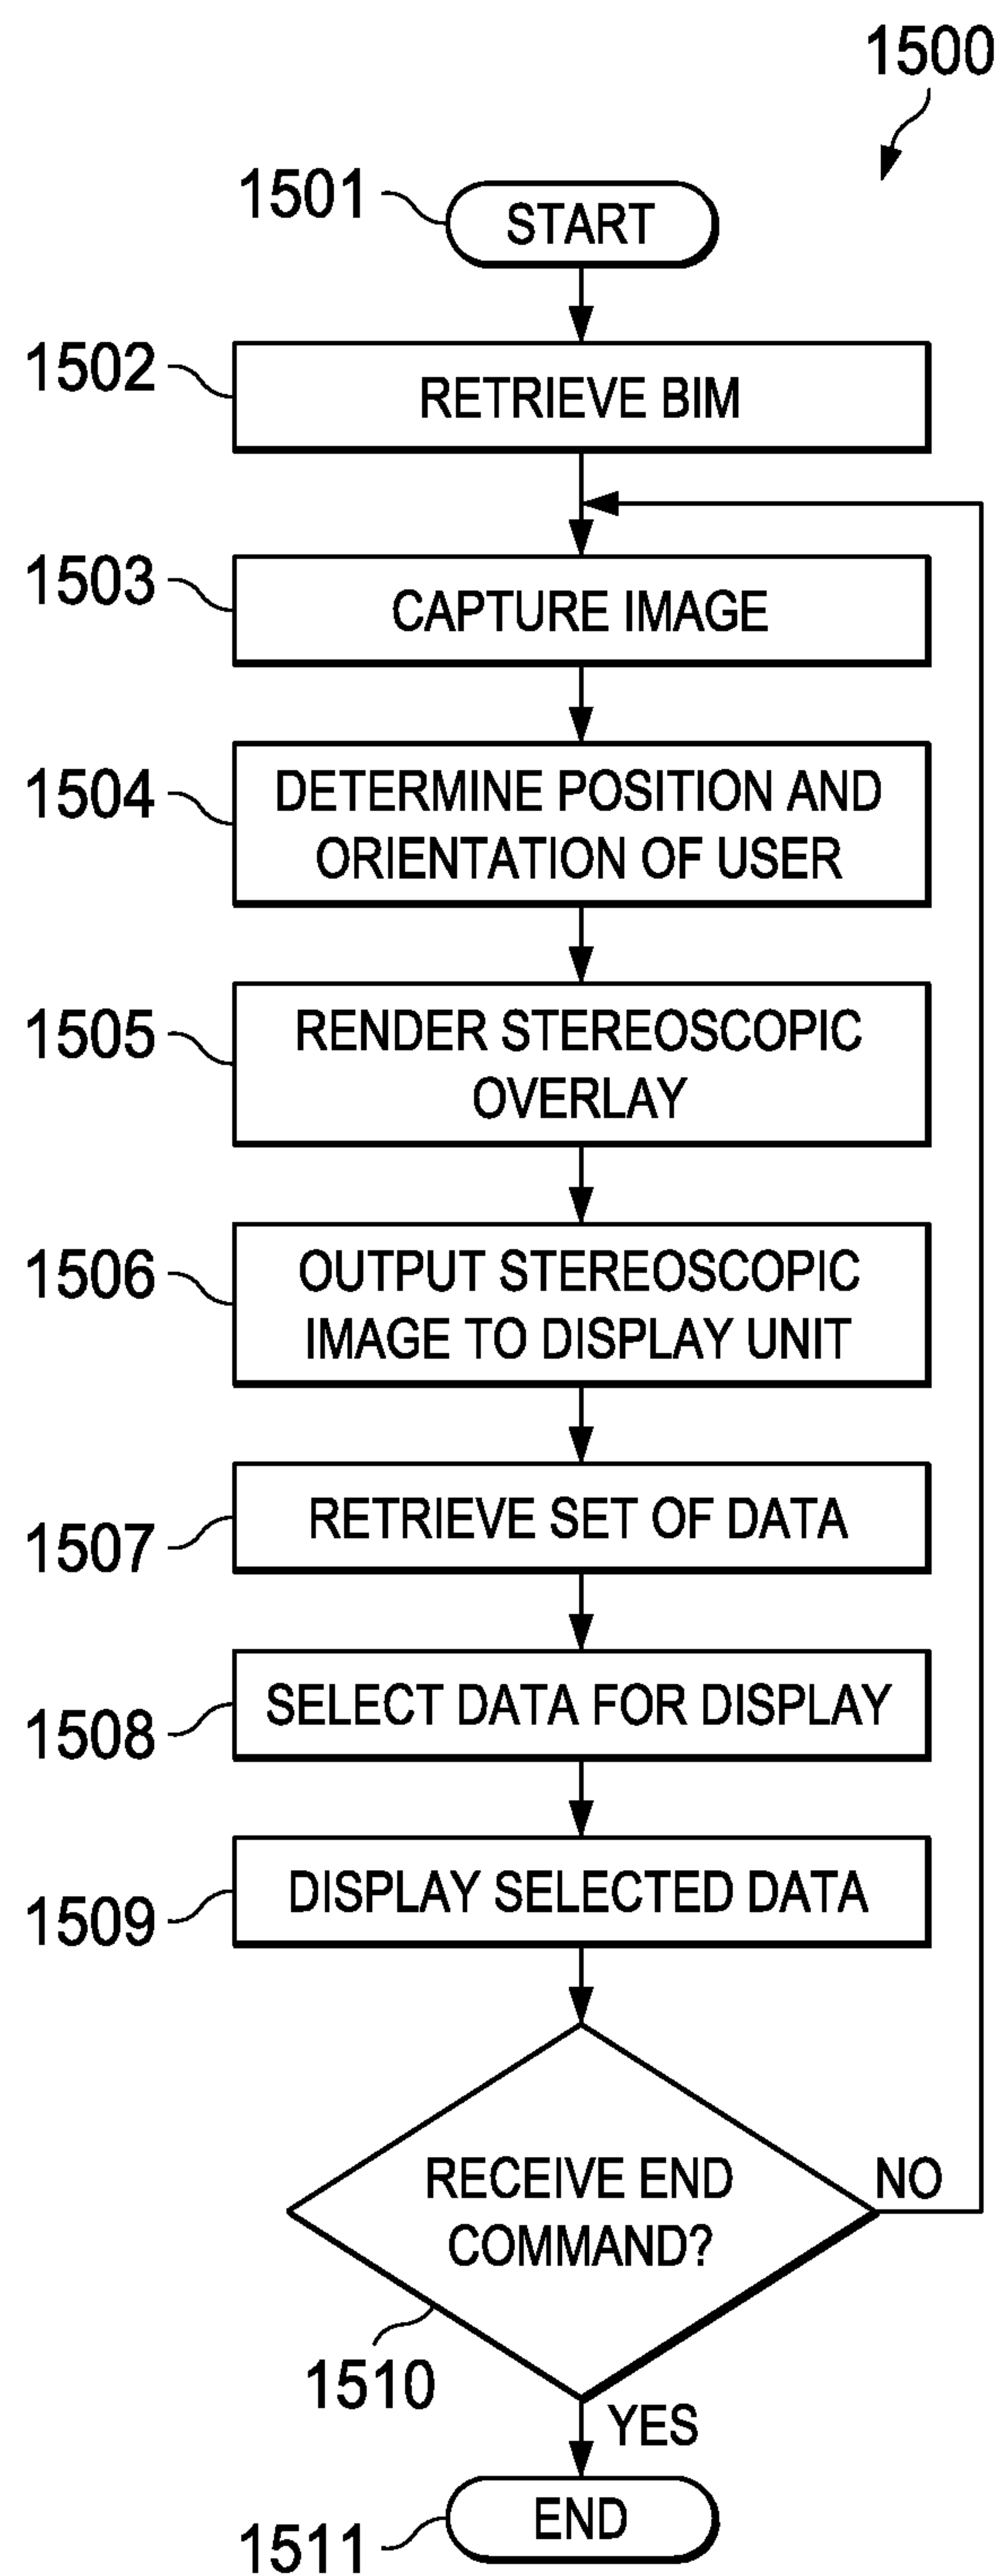 1500
1501
START
1502
RETRIEVE BIM
1503
CAPTURE IMAGE
1504
DETERMINE POSITION AND
ORIENTATION OF USER
1505
RENDER STEREOSCOPIC
OVERLAY
1506
OUTPUT STEREOSCOPIC
IMAGE TO DISPLAY UNIT
1507
RETRIEVE SET OF DATA
1508
SELECT DATA FOR DISPLAY
1509
DISPLAY SELECTED DATA
RECEIVE END
COMMAND?
NO
1510
YES
END
1511